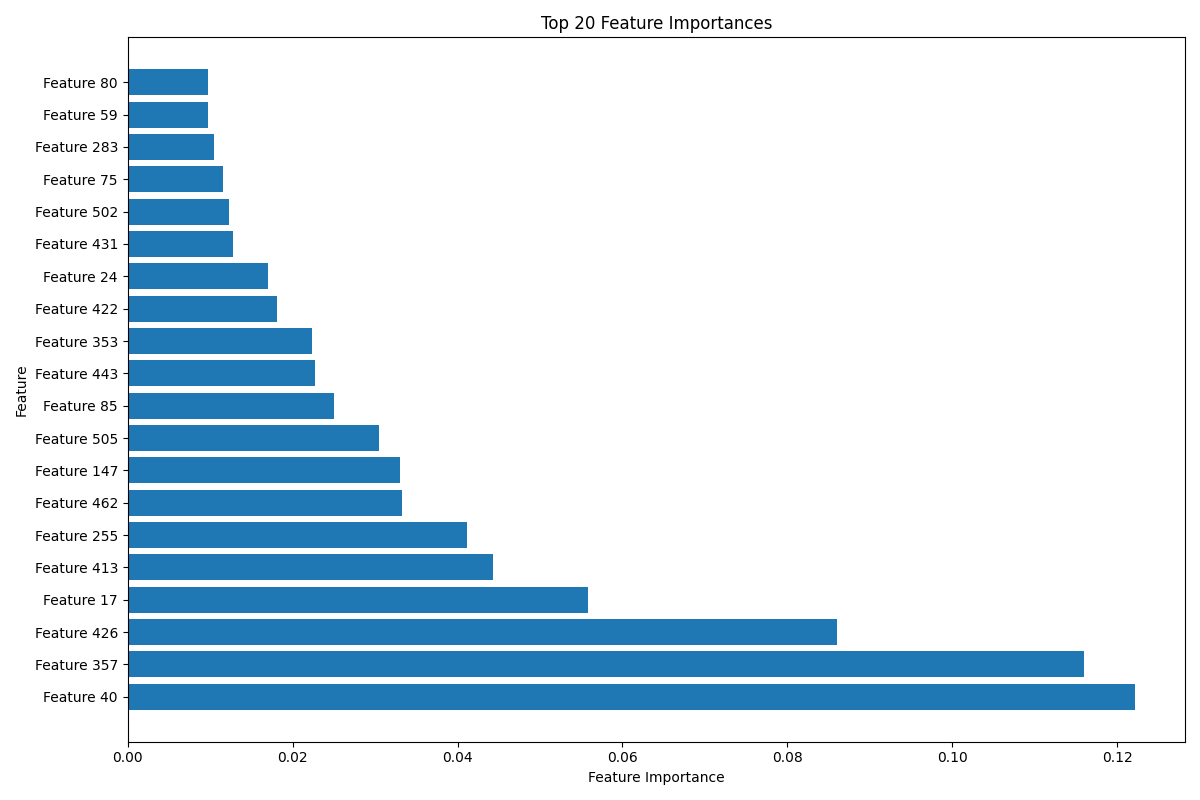 Top 20 Feature Importances
Feature 80
Feature 59
Feature 283
Feature 75
Feature 502
Feature 431
Feature 24
Feature 422
Feature 353
Feature 443
Feature 85
Feature 505
Feature 147
Feature 462
Feature 255
Feature 413
Feature 17
Feature 426
Feature 357
Feature 40
Feature
0.00 0.02 0.04 0.06 0.08 0.10 0.12
Feature Importance